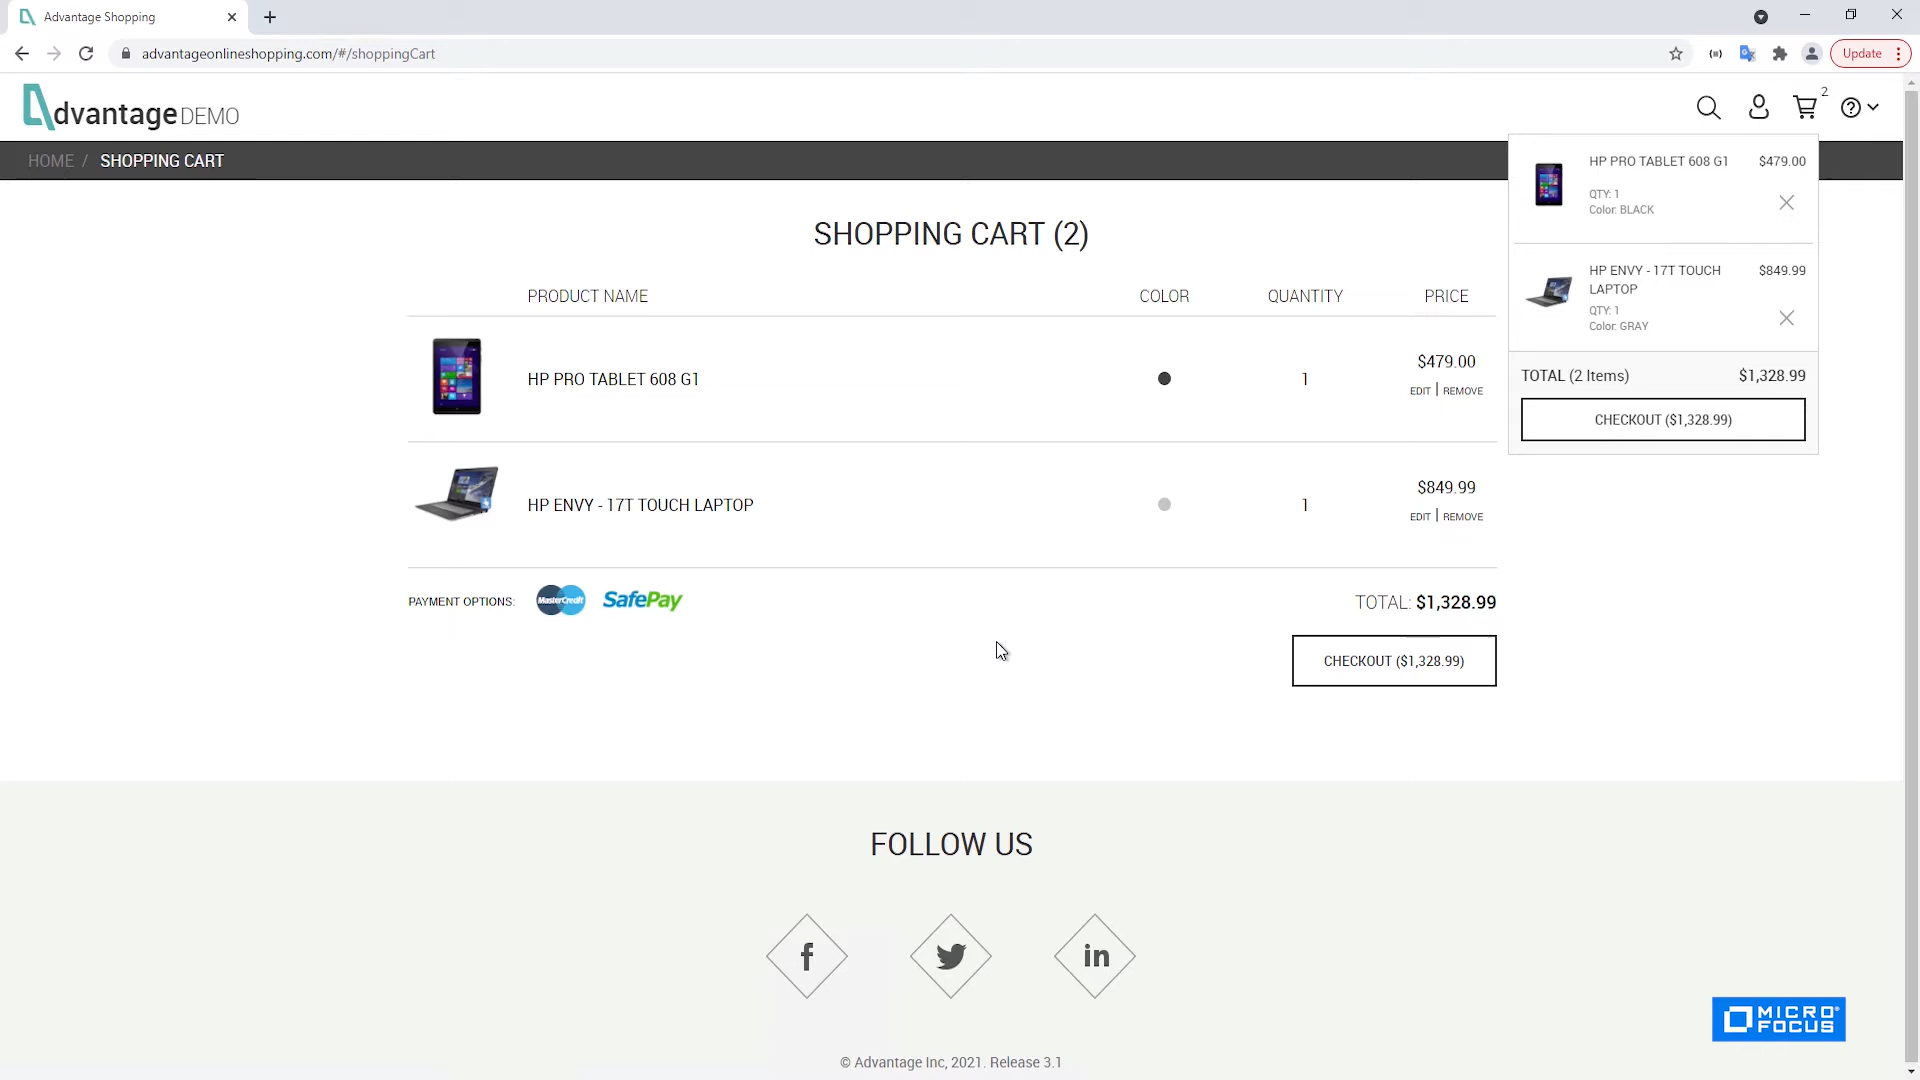 Advantage Shopping
advantageonlineshopping.com/#/shoppingCart
Update
dvantage DEMO
2
HOME / SHOPPING CART
HP PRO TABLET 608 G1 $479.00
QTY: 1
Color: BLACK
HP ENVY - 17T TOUCH LAPTOP $849.99
QTY: 1
Color: GRAY
TOTAL (2 Items) $1,328.99
CHECKOUT ($1,328.99)
SHOPPING CART (2)
PRODUCT NAME COLOR QUANTITY PRICE
HP PRO TABLET 608 G1 1 $479.00
EDIT | REMOVE
HP ENVY - 17T TOUCH LAPTOP 1 $849.99
EDIT | REMOVE
PAYMENT OPTIONS: MasterCredit SafePay TOTAL: $1,328.99
CHECKOUT ($1,328.99)
FOLLOW US
f
in
MICRO
FOCUS
© Advantage Inc, 2021. Release 3.1